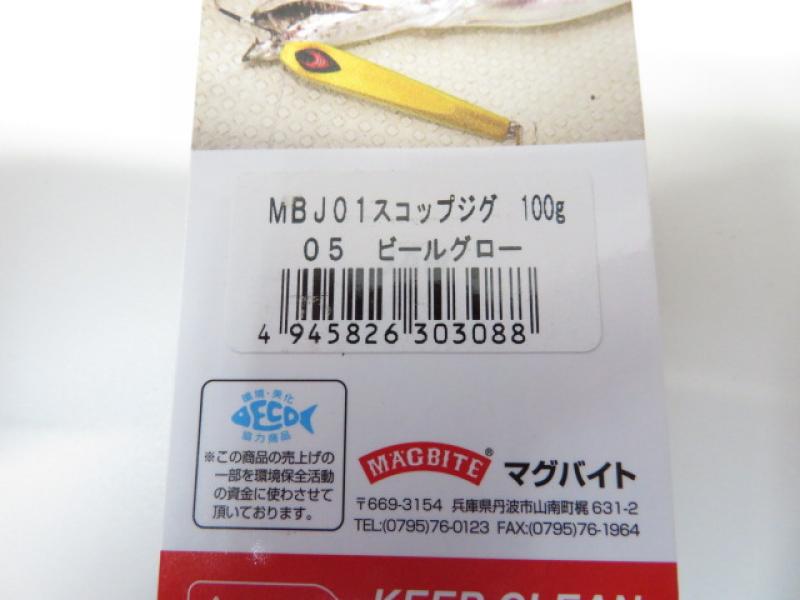 MBJ01スコップジグ 100g
05 ビールグロー
4 945826 303088
環境・美化
ECO
協力商品
※この商品の売上げの
一部を環境保全活動
の資金に使わさせて
頂いております。
MAGBITE® マグバイト
〒669-3154 兵庫県丹波市山南町梶631-2
TEL:(0795)76-0123 FAX:(0795)76-1964
KEEP CLEAN